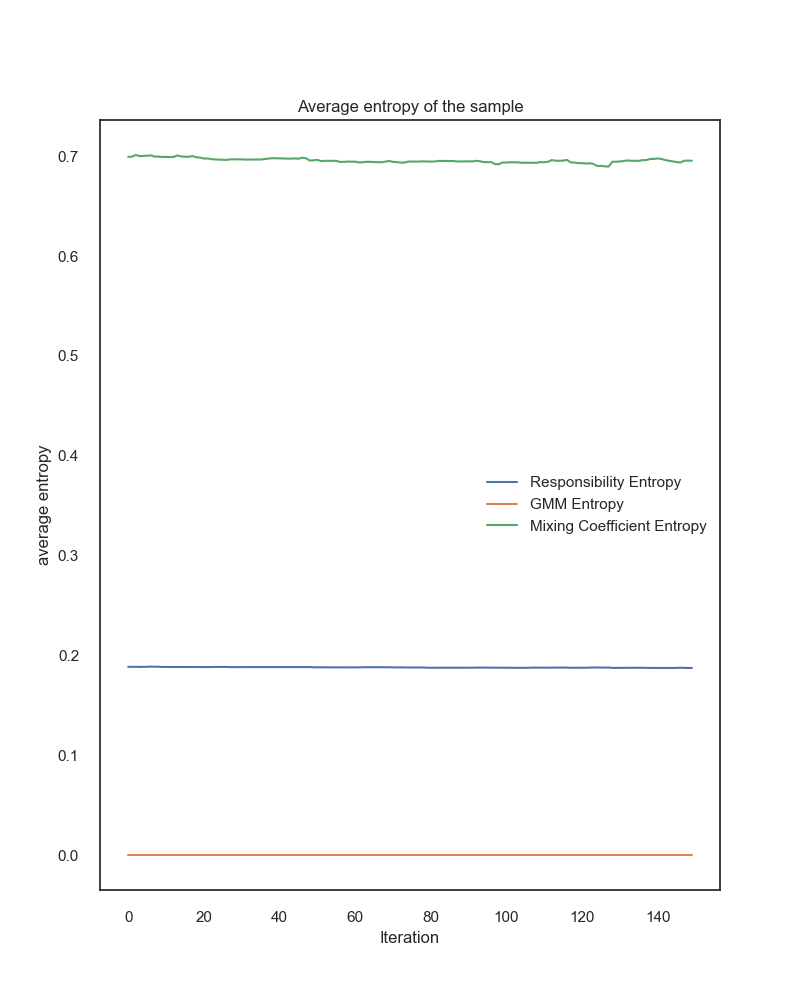 Average entropy of the sample
0.7
0.6
0.5
0.4
0.3
0.2
0.1
0.0
average entropy
Responsibility Entropy
GMM Entropy
Mixing Coefficient Entropy
0 20 40 60 80 100 120 140
Iteration